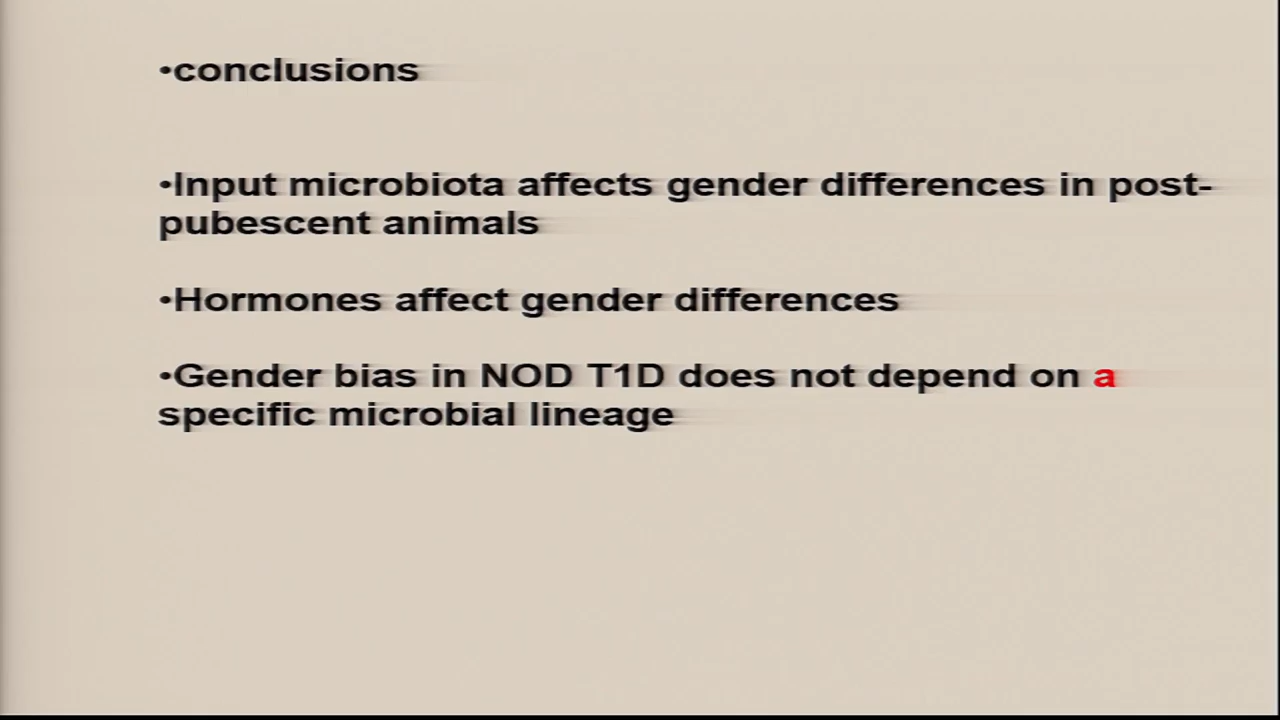 •conclusions
•Input microbiota affects gender differences in post-
pubescent animals
•Hormones affect gender differences
•Gender bias in NOD T1D does not depend on a
specific microbial lineage